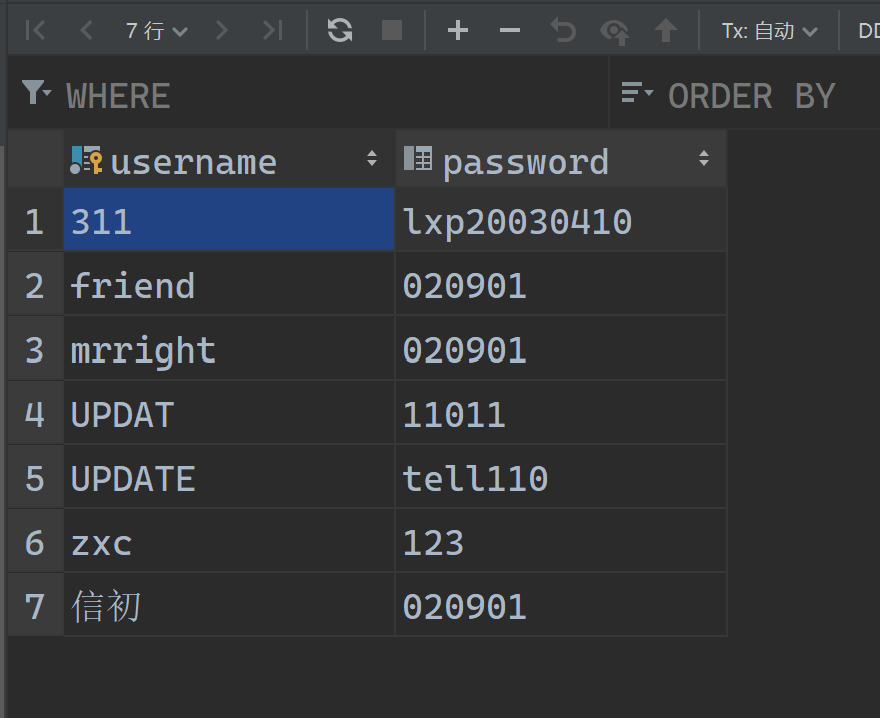 7 行 Tx: 自动
WHERE ORDER BY
username password
1 311 lxp20030410
2 friend 020901
3 mrright 020901
4 UPDAT 11011
5 UPDATE tell110
6 zxc 123
7 信初 020901